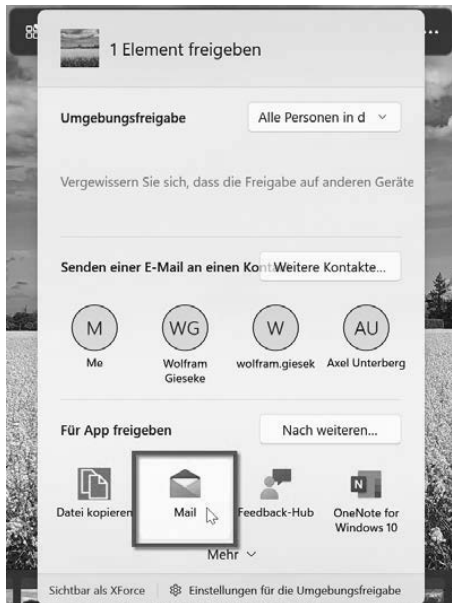 1 Element freigeben
Umgebungsfreigabe
Alle Personen in d
Vergewissern Sie sich, dass die Freigabe auf anderen Geräte
Senden einer E-Mail an einen Kont
Weitere Kontakte...
M WG W AU
Me Wolfram wolfram.giesek Axel Unterberg
Gieseke
Für App freigeben
Nach weiteren...
N
Datei kopieren Mail Feedback-Hub OneNote for
Windows 10
Mehr
Sichtbar als XForce Einstellungen für die Umgebungsfreigabe